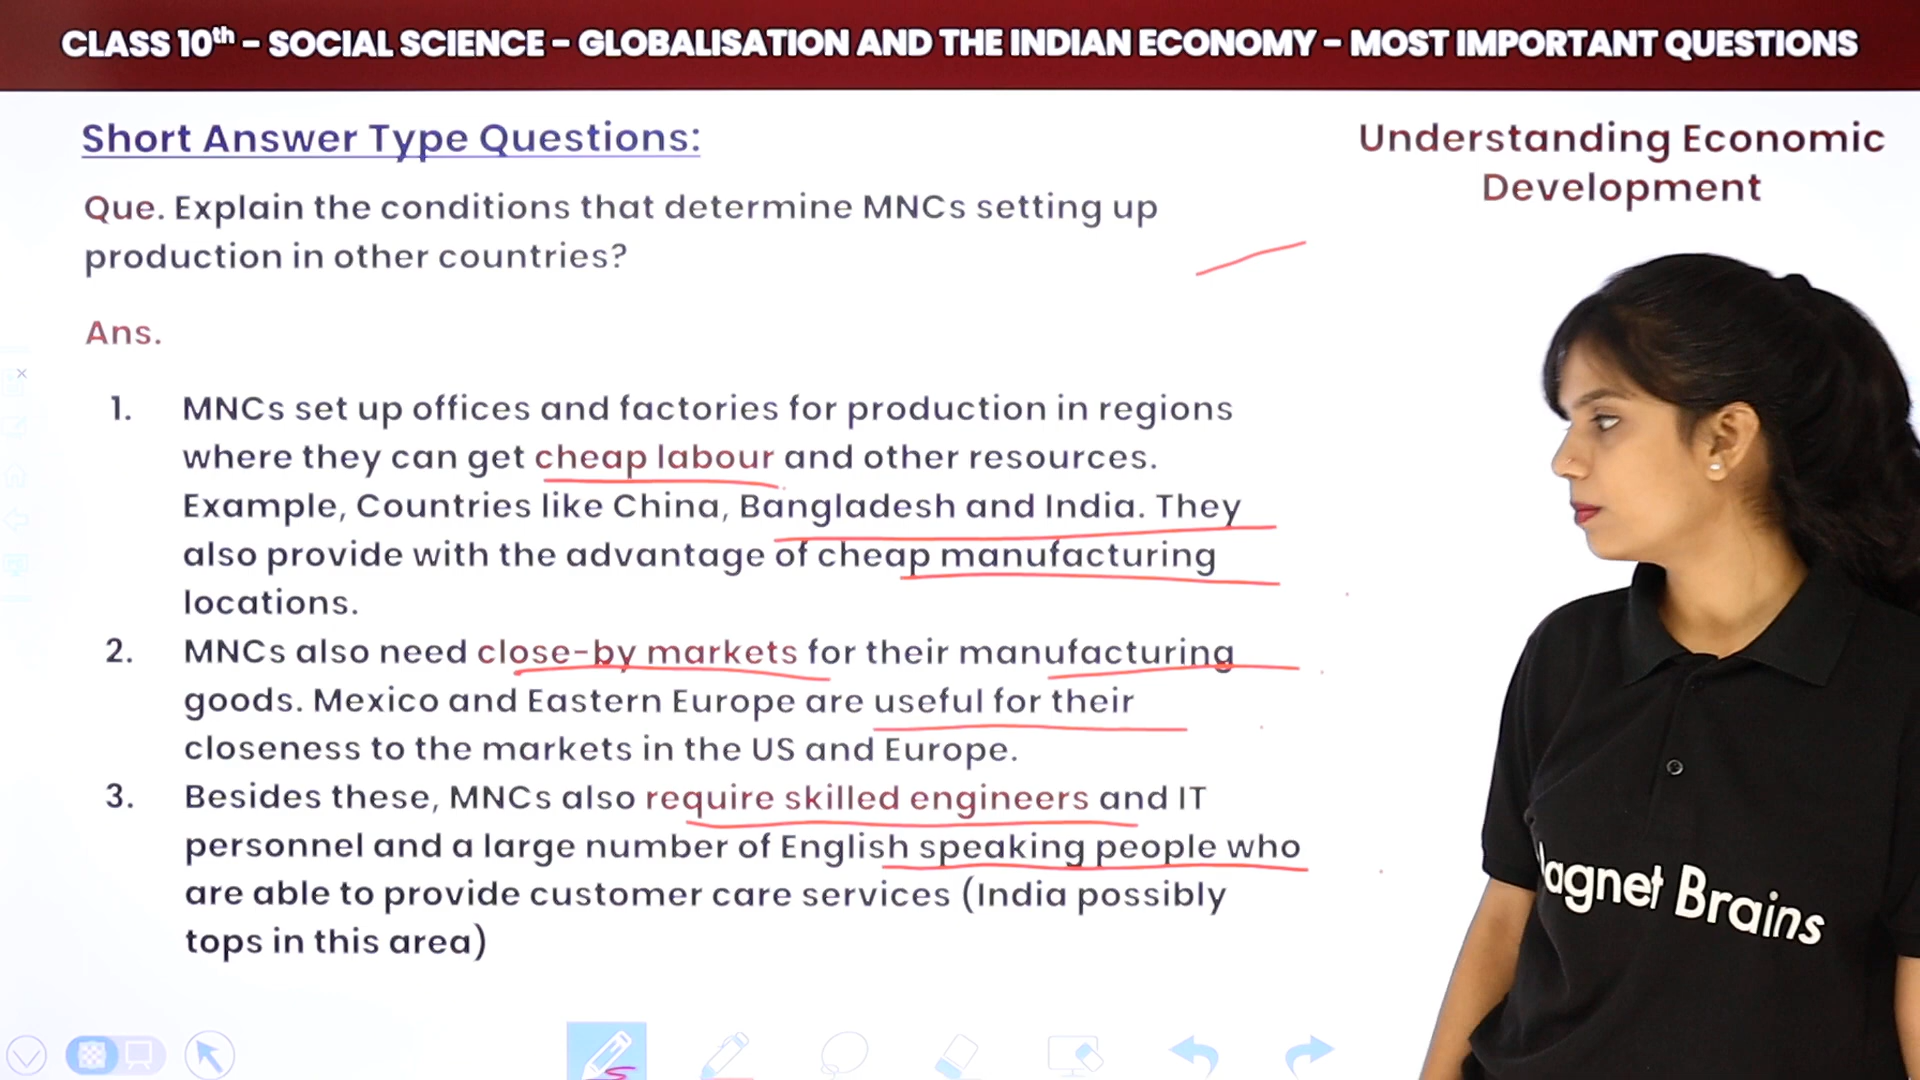 CLASS 10th – SOCIAL SCIENCE – GLOBALISATION AND THE INDIAN ECONOMY – MOST IMPORTANT QUESTIONS
Short Answer Type Questions:
Understanding Economic
Development
Que. Explain the conditions that determine MNCs setting up
production in other countries?
Ans.
1. MNCs set up offices and factories for production in regions
where they can get cheap labour and other resources.
Example, Countries like China, Bangladesh and India. They
also provide with the advantage of cheap manufacturing
locations.
2. MNCs also need close-by markets for their manufacturing
goods. Mexico and Eastern Europe are useful for their
closeness to the markets in the US and Europe.
3. Besides these, MNCs also require skilled engineers and IT
personnel and a large number of English speaking people who
are able to provide customer care services (India possibly
tops in this area)
agnet Brains